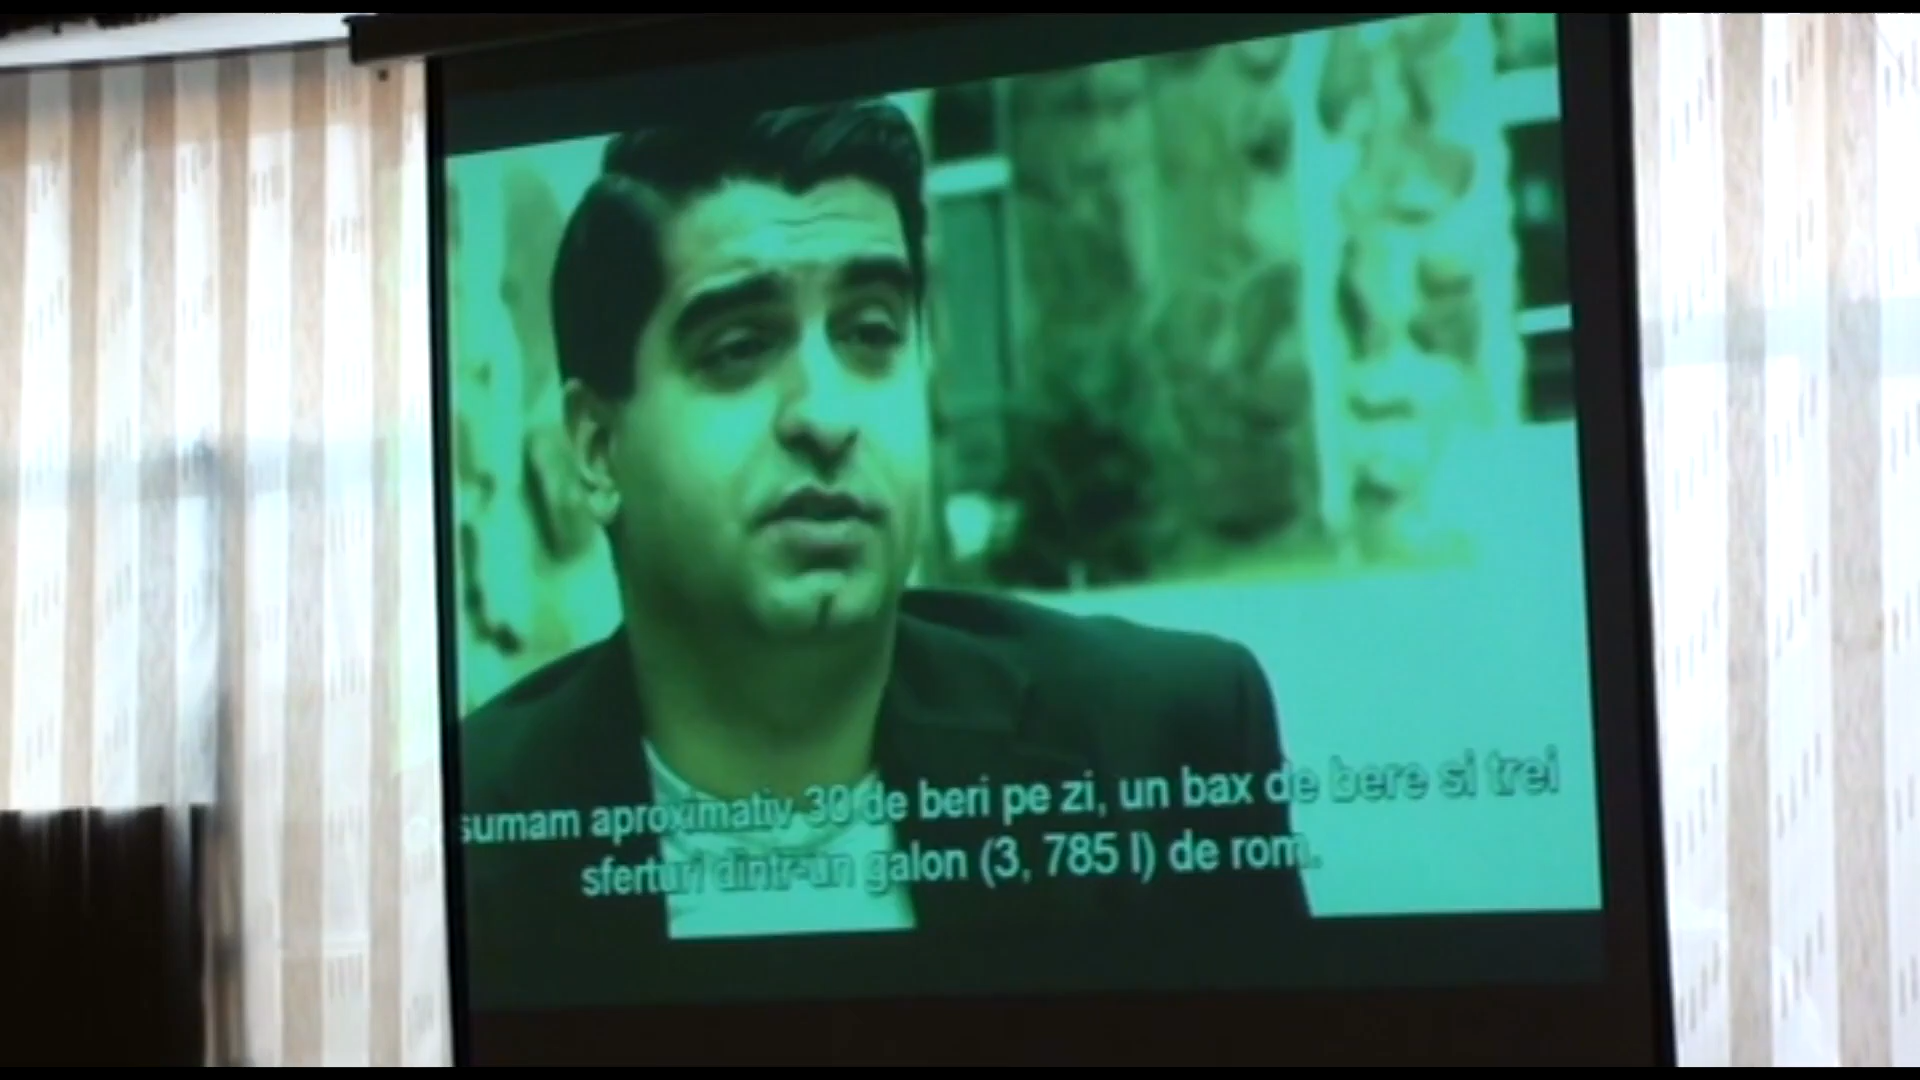 sumam aproximativ 30 de beri pe zi, un bax de bere si trei
sferturi dintr-un galon (3, 785 l) de rom.